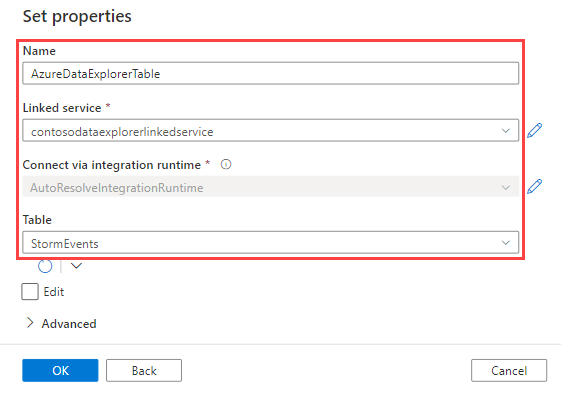 Set properties
Name
AzureDataExplorerTable
Linked service *
contosodataexplorerlinkedservice
Connect via integration runtime *
AutoResolveIntegrationRuntime
Table
StormEvents
Edit
Advanced
OK Back Cancel